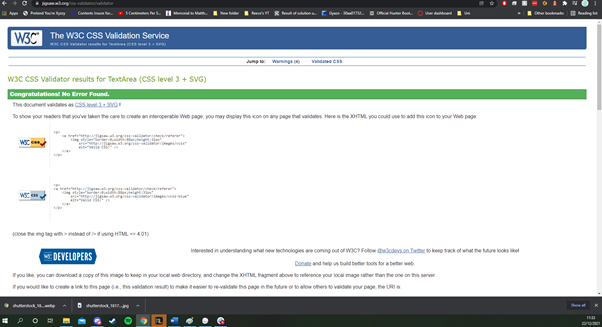 jigsaw.w3.org/css-validator/validator
Apps
Pretend You're Xyzzy
Contents: Insuce for...
5 Centimeters Per S...
Memorial to Matth...
New folder
Reeve's YT
Result of solution u...
Official Hunter Boot...
User dashboard
Uni
Other bookmarks
Reading list
W3C
The W3C CSS Validation Service
W3C CSS Validator results for TextArea (CSS level 3 + SVG)
Jump to: Warnings (4) Validated CSS
W3C CSS Validator results for TextArea (CSS level 3 + SVG)
Congratulations! No Error Found.
This document validates as CSS level 3 + SVG !
To show your readers that you've taken the care to create an interoperable Web page, you may display this icon on any page that validates. Here is the XHTML you could use to add this icon to your Web page:
W3C css
<p>
<a href="http://jigsaw.w3.org/css-validator/check/referer">
<img style="border:0;width:88px;height:31px"
src="http://jigsaw.w3.org/css-validator/images/vcss"
alt="Valid CSS!" />
</a>
</p>
W3C css
<p>
<a href="http://jigsaw.w3.org/css-validator/check/referer">
<img style="border:0;width:88px;height:31px"
src="http://jigsaw.w3.org/css-validator/images/vcss-blue"
alt="Valid CSS!" />
</a>
</p>
(close the img tag with > instead of /> if using HTML <= 4.01)
W3C DEVELOPERS
Interested in understanding what new technologies are coming out of W3C? Follow @w3cdevs on Twitter to keep track of what the future looks like!
Donate and help us build better tools for a better web.
If you like, you can download a copy of this image to keep in your local web directory, and change the XHTML fragment above to reference your local image rather than the one on this server.
If you would like to create a link to this page (i.e., this validation result) to make it easier to re-validate this page in the future or to allow others to validate your page, the URI is:
shutterstock_18....webp
shutterstock_1817....jpg
Show all
11:33
22/12/2021